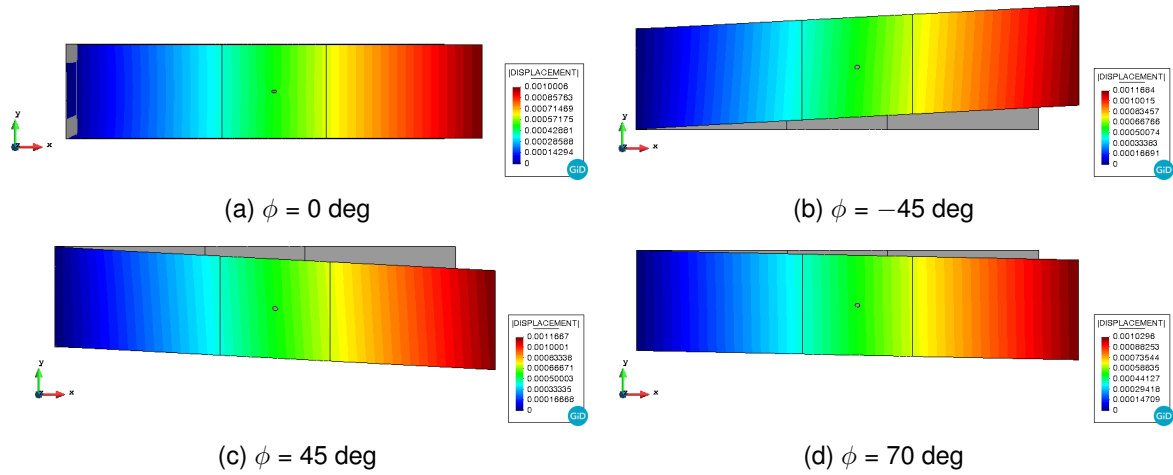 |DISPLACEMENT|
0.0010006
0.00085763
0.00071469
0.00057175
0.00042881
0.00028588
0.00014294
0
GiD
y
x
(a) ϕ = 0 deg
|DISPLACEMENT|
0.0011684
0.0010015
0.00083457
0.00066766
0.00050074
0.00033383
0.00016691
0
GiD
y
x
(b) ϕ = −45 deg
|DISPLACEMENT|
0.0011667
0.0010001
0.00083338
0.00066671
0.00050003
0.00033335
0.00016668
0
GiD
y
x
(c) ϕ = 45 deg
|DISPLACEMENT|
0.0010296
0.00088253
0.00073544
0.00058835
0.00044127
0.00029418
0.00014709
0
GiD
y
x
(d) ϕ = 70 deg